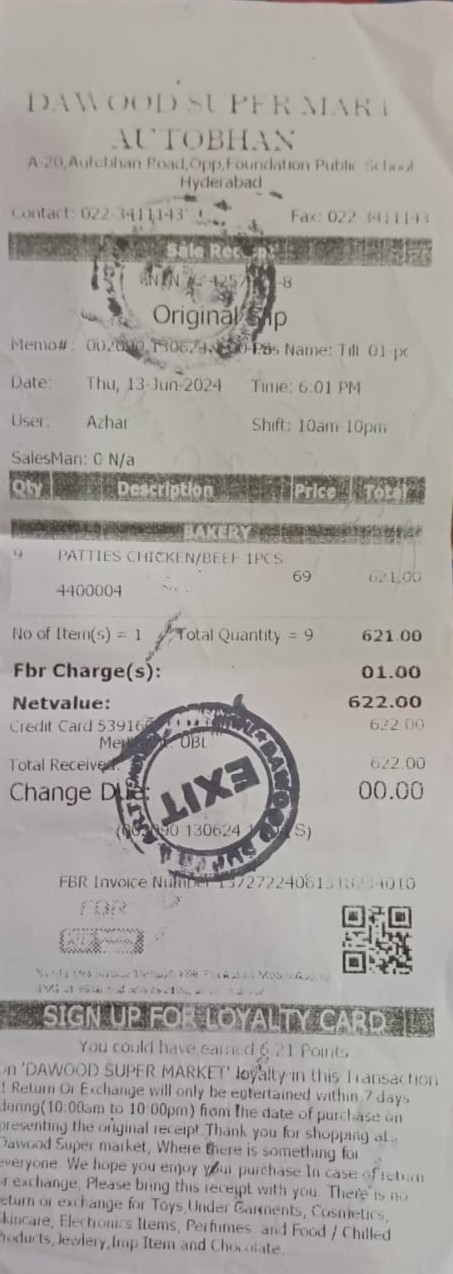 DAWOOD SUPER MART
AUTOBHAN
A-20,Autobhan Road,Opp,Foundation Public School
Hyderabad
Contact: 022-3411143 Fax: 022-3411143
Sale Receipt
Original Slip
Memo#: Pos Name: Till 01-pc
Date: Thu, 13-Jun-2024 Time: 6:01 PM
User: Azhar Shift: 10am-10pm
SalesMan: 0 N/a
Qty Description Price Total
BAKERY
9 PATTIES CHICKEN/BEEF 1PCS
69 621.00
4400004
No of Item(s) = 1 Total Quantity = 9 621.00
Fbr Charge(s): 01.00
Netvalue: 622.00
Credit Card 622.00
UBL
Total Received: 622.00
Change Due: 00.00
EXIT
DAWOOD SUPER MART
FBR Invoice Number
FBR
SIGN UP FOR LOYALTY CARD
You could have earned 6.21 Points
on 'DAWOOD SUPER MARKET' loyalty in this Transaction
! Return Or Exchange will only be entertained within 7 days
during(10:00am to 10:00pm) from the date of purchase on
presenting the original receipt.Thank you for shopping at
Dawood Super market, Where there is something for
everyone. We hope you enjoy your purchase.In case of return
or exchange, Please bring this receipt with you. There is no
return or exchange for Toys,Under Garments, Cosmetics,
Skincare, Electronics Items, Perfumes, and Food / Chilled
Products,Jewlery,Imp Item and Chocolate.